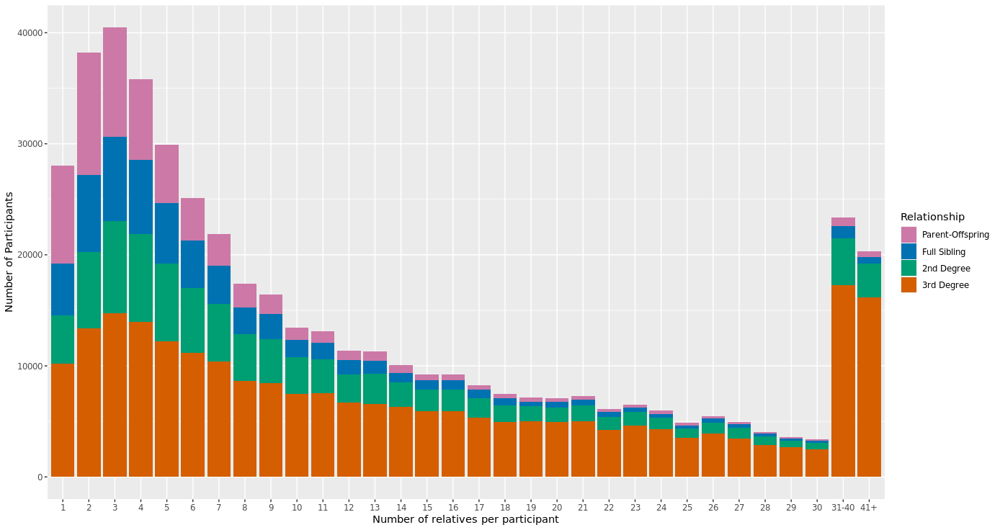 40000
30000
20000
10000
0
Number of Participants
1 2 3 4 5 6 7 8 9 10 11 12 13 14 15 16 17 18 19 20 21 22 23 24 25 26 27 28 29 30 31-40 41+
Number of relatives per participant
Relationship
Parent-Offspring
Full Sibling
2nd Degree
3rd Degree